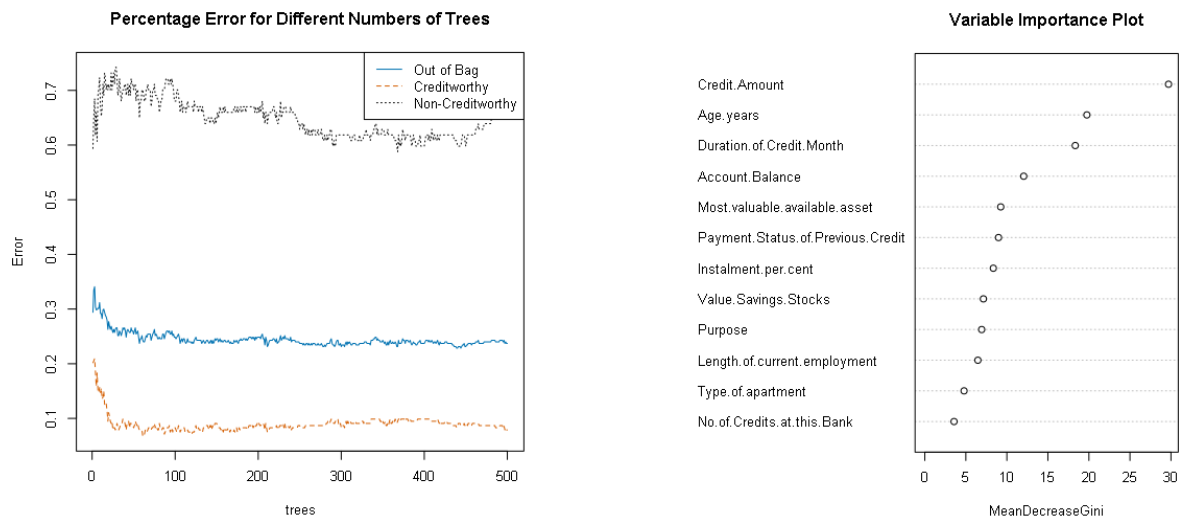 Percentage Error for Different Numbers of Trees
Out of Bag
Creditworthy
Non-Creditworthy
Error
0.7
0.6
0.5
0.4
0.3
0.2
0.1
0 100 200 300 400 500
trees
Variable Importance Plot
Credit.Amount
Age.years
Duration.of.Credit.Month
Account.Balance
Most.valuable.available.asset
Payment.Status.of.Previous.Credit
Instalment.per.cent
Value.Savings.Stocks
Purpose
Length.of.current.employment
Type.of.apartment
No.of.Credits.at.this.Bank
0 5 10 15 20 25 30
MeanDecreaseGini